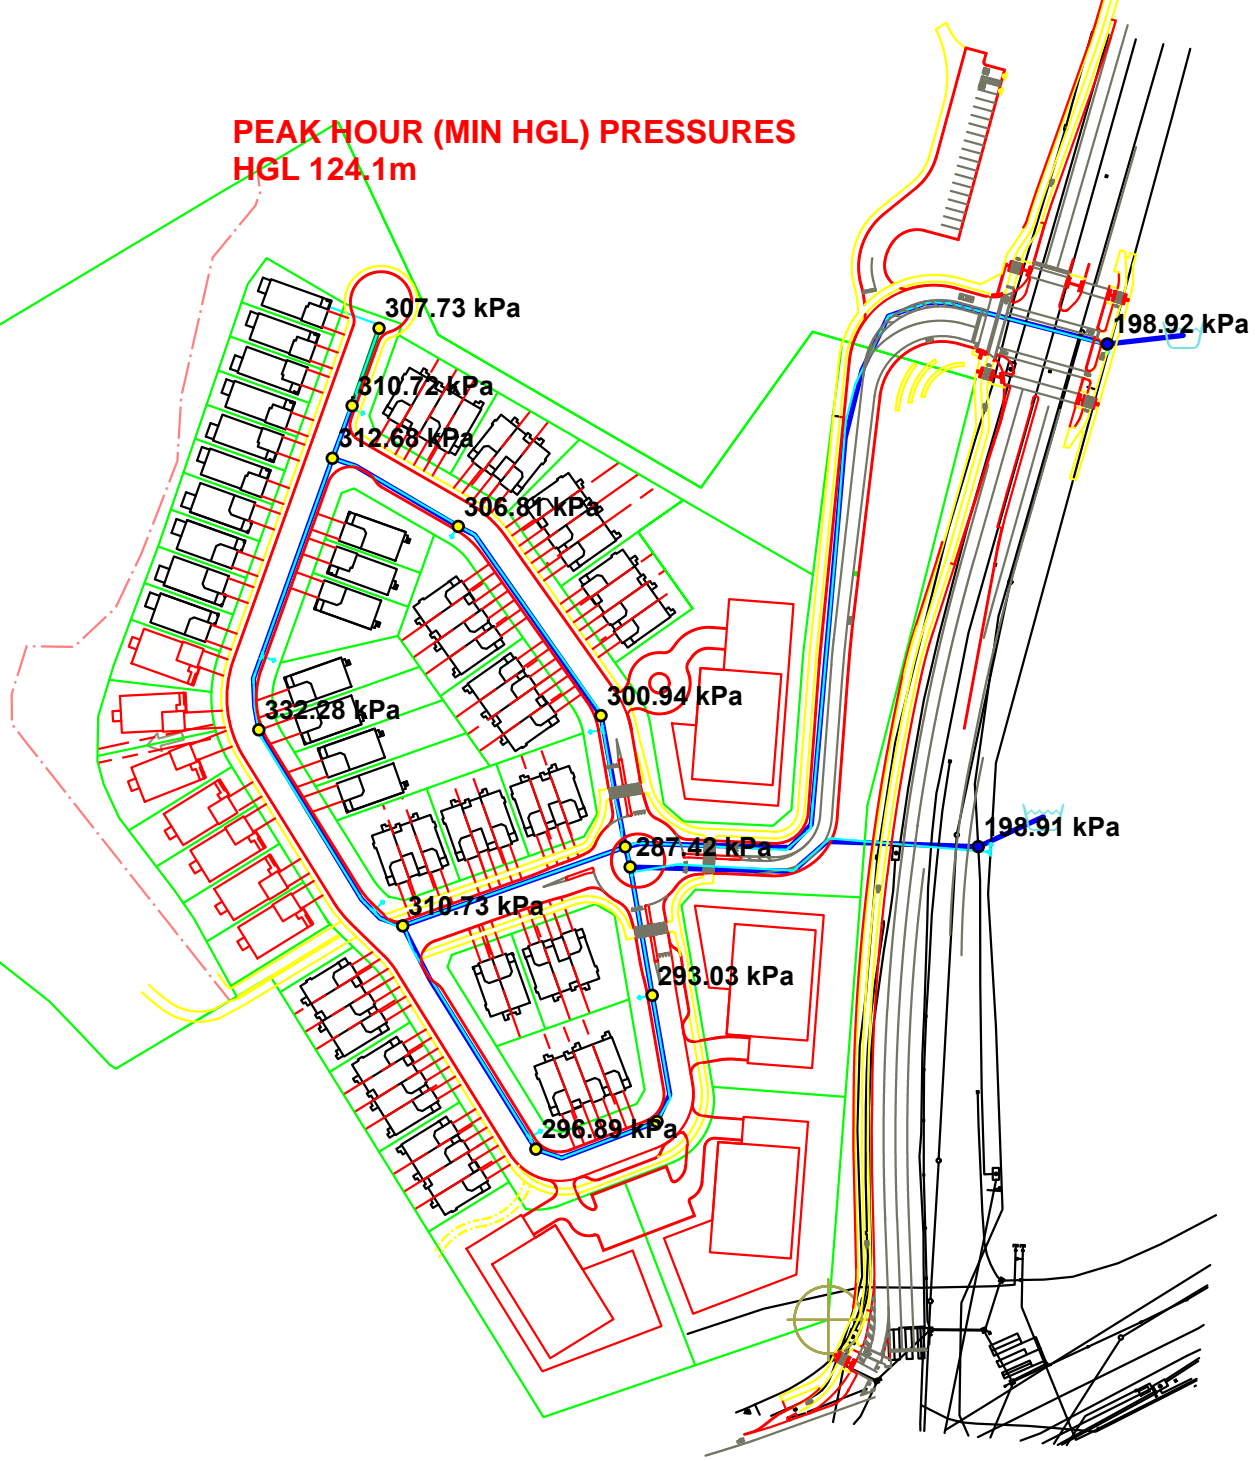 PEAK HOUR (MIN HGL) PRESSURES
HGL 124.1m
307.73 kPa
198.92 kPa
310.72 kPa
312.68 kPa
306.81 kPa
300.94 kPa
332.28 kPa
198.91 kPa
287.42 kPa
310.73 kPa
293.03 kPa
296.89 kPa